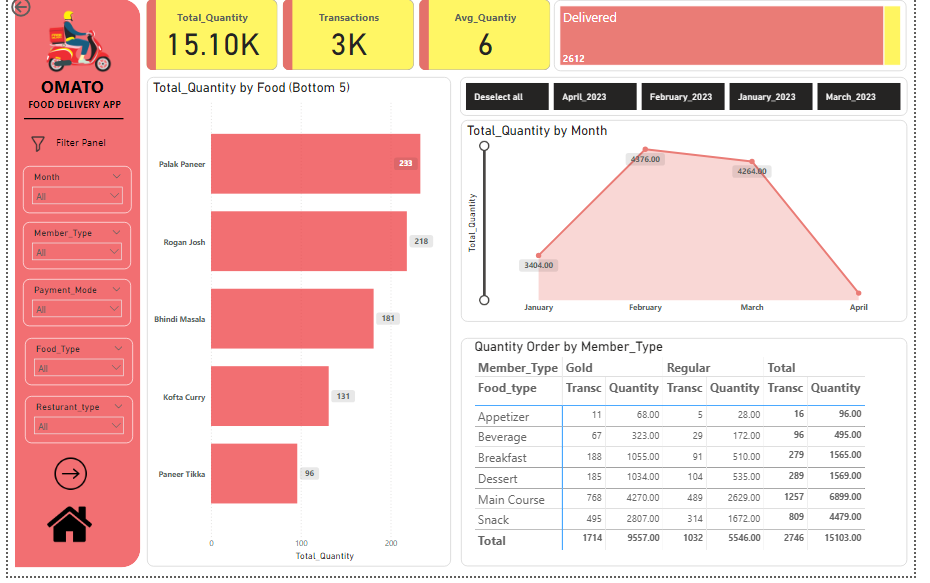 OMATO
FOOD DELIVERY APP
Filter Panel
Month
All
Member_Type
All
Payment_Mode
All
Food_Type
All
Resturant_type
All
Total_Quantity
15.10K
Transactions
3K
Avg_Quantiy
6
Delivered
2612
Total_Quantity by Food (Bottom 5)
Palak Paneer 233
Rogan Josh 218
Bhindi Masala 181
Kofta Curry 131
Paneer Tikka 96
0 100 200
Total_Quantity
Deselect all April_2023 February_2023 January_2023 March_2023
Total_Quantity by Month
Total_Quantity
3404.00
4376.00
4264.00
January February March April
Quantity Order by Member_Type
Member_Type Gold Regular Total
Food_type Transc Quantity Transc Quantity Transc Quantity
Appetizer 11 68.00 5 28.00 16 96.00
Beverage 67 323.00 29 172.00 96 495.00
Breakfast 188 1055.00 91 510.00 279 1565.00
Dessert 185 1034.00 104 535.00 289 1569.00
Main Course 768 4270.00 489 2629.00 1257 6899.00
Snack 495 2807.00 314 1672.00 809 4479.00
Total 1714 9557.00 1032 5546.00 2746 15103.00